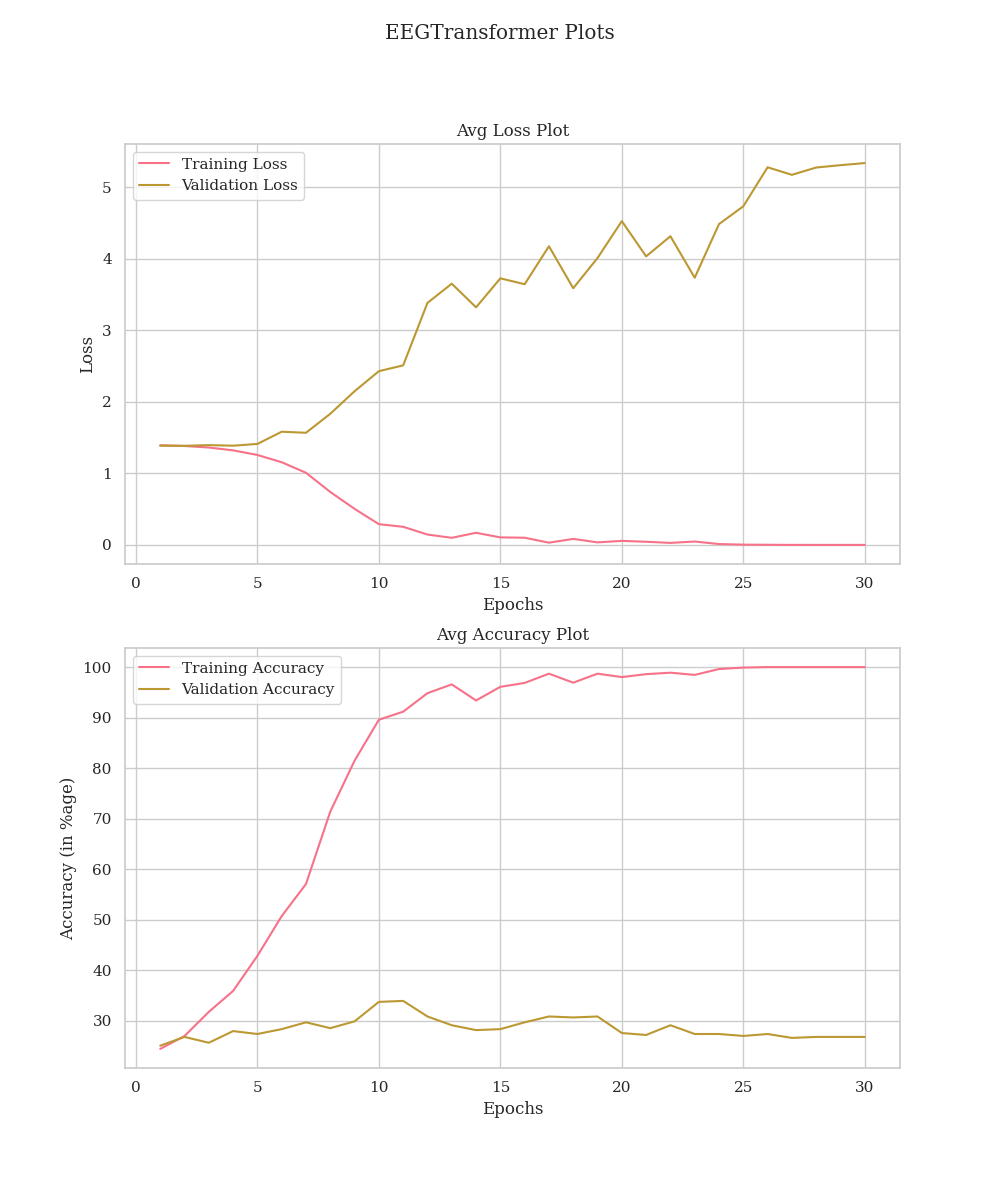 EEGTransformer Plots
Avg Loss Plot
Training Loss
Validation Loss
5
4
3
2
1
0
Loss
0 5 10 15 20 25 30
Epochs
Avg Accuracy Plot
Training Accuracy
Validation Accuracy
100
90
80
70
60
50
40
30
Accuracy (in %age)
0 5 10 15 20 25 30
Epochs